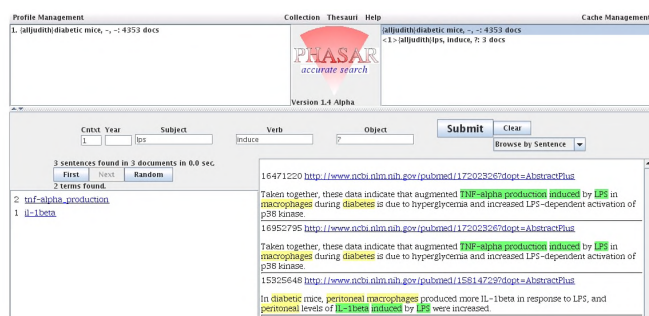 Profile Management Collection Thesauri Help Cache Management
1. (alljudith)diabetic mice, -, -: 4353 docs
(alljudith)diabetic mice, -, -: 4353 docs
<1>(alljudith)lps, induce, ?: 3 docs
PHASAR
accurate search
Version 1.4 Alpha
Cntxt Year Subject Verb Object Submit Clear
1 lps induce ? Browse by Sentence
3 sentences found in 3 documents in 0.0 sec,
First Next Random
2 terms found.
2 tnf-alpha_production
1 il-1beta
16471220 http://www.ncbi.nlm.nih.gov/pubmed/17202326?dopt=AbstractPlus
Taken together, these data indicate that augmented TNF-alpha production induced by LPS in
macrophages during diabetes is due to hyperglycemia and increased LPS-dependent activation of
p38 kinase.
16952795 http://www.ncbi.nlm.nih.gov/pubmed/17202326?dopt=AbstractPlus
Taken together, these data indicate that augmented TNF-alpha production induced by LPS in
macrophages during diabetes is due to hyperglycemia and increased LPS-dependent activation of
p38 kinase.
15325648 http://www.ncbi.nlm.nih.gov/pubmed/15814729?dopt=AbstractPlus
In diabetic mice, peritoneal macrophages produced more IL-1beta in response to LPS, and
peritoneal levels of IL-1beta induced by LPS were increased.